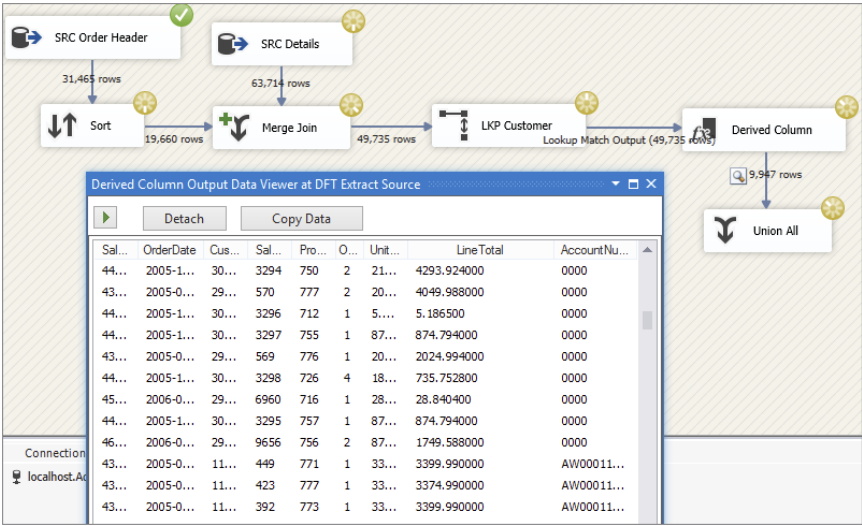 SRC Order Header
SRC Details
31,465 rows
63,714 rows
Sort
Merge Join
LKP Customer
Derived Column
19,660 rows
49,735 rows
Lookup Match Output (49,735 rows)
9,947 rows
Union All
Derived Column Output Data Viewer at DFT Extract Source
Detach
Copy Data
Sal... OrderDate Cus... Sal... Pro... O... Unit... LineTotal AccountNu...
44... 2005-1... 30... 3294 750 2 21... 4293.924000 0000
43... 2005-0... 29... 570 777 2 20... 4049.988000 0000
44... 2005-1... 30... 3296 712 1 5.... 5.186500 0000
44... 2005-1... 30... 3297 755 1 87... 874.794000 0000
43... 2005-0... 29... 569 776 1 20... 2024.994000 0000
44... 2005-1... 30... 3298 726 4 18... 735.752800 0000
45... 2006-0... 29... 6960 716 1 28... 28.840400 0000
44... 2005-1... 30... 3295 757 1 87... 874.794000 0000
46... 2006-0... 29... 9656 756 2 87... 1749.588000 0000
43... 2005-0... 11... 449 771 1 33... 3399.990000 AW00011...
43... 2005-0... 11... 423 777 1 33... 3374.990000 AW00011...
43... 2005-0... 11... 392 773 1 33... 3399.990000 AW00011...
Connection
localhost.Ad